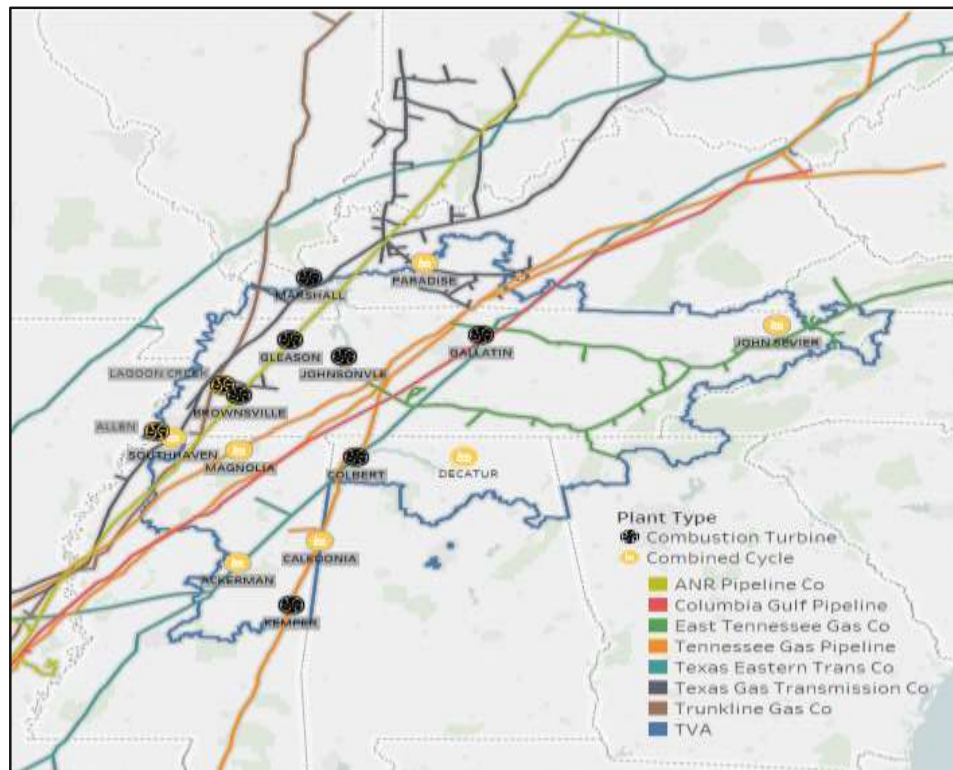 MARSHALL
PARADISE
GLEASON
JOHNSONVLE
GALLATIN
JOHN SEVIER
LAGOON CREEK
BROWNSVILLE
ALLEN
SOUTHHAVEN
MAGNOLIA
COLBERT
DECATUR
CALEDONIA
ACKERMAN
KEMPER
Plant Type
Combustion Turbine
Combined Cycle
ANR Pipeline Co
Columbia Gulf Pipeline
East Tennessee Gas Co
Tennessee Gas Pipeline
Texas Eastern Trans Co
Texas Gas Transmission Co
Trunkline Gas Co
TVA